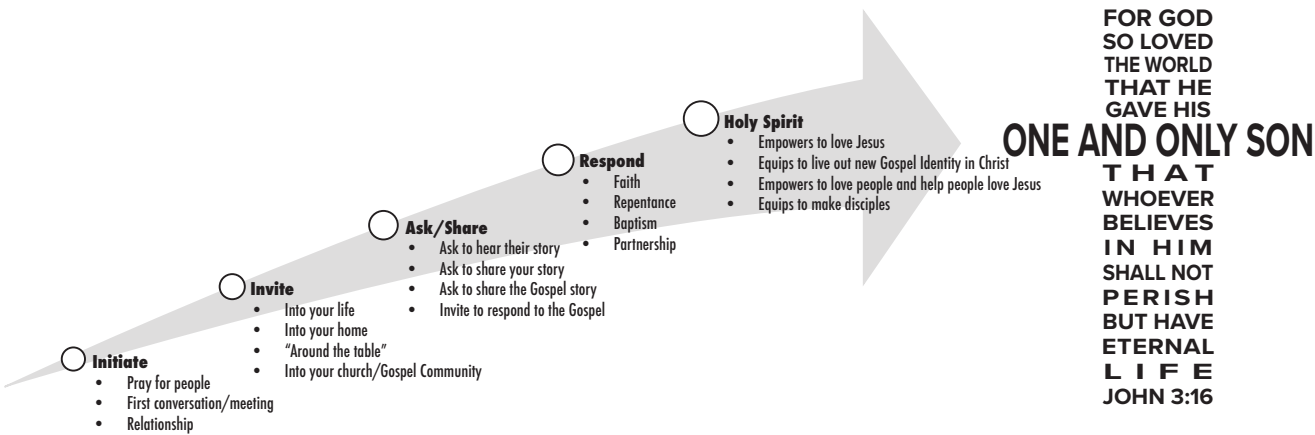 Initiate
• Pray for people
• First conversation/meeting
• Relationship
Invite
• Into your life
• Into your home
• “Around the table”
• Into your church/Gospel Community
Ask/Share
• Ask to hear their story
• Ask to share your story
• Ask to share the Gospel story
• Invite to respond to the Gospel
Respond
• Faith
• Repentance
• Baptism
• Partnership
Holy Spirit
• Empowers to love Jesus
• Equips to live out new Gospel Identity in Christ
• Empowers to love people and help people love Jesus
• Equips to make disciples
FOR GOD
SO LOVED
THE WORLD
THAT HE
GAVE HIS
ONE AND ONLY SON
THAT
WHOEVER
BELIEVES
IN HIM
SHALL NOT
PERISH
BUT HAVE
ETERNAL
LIFE
JOHN 3:16